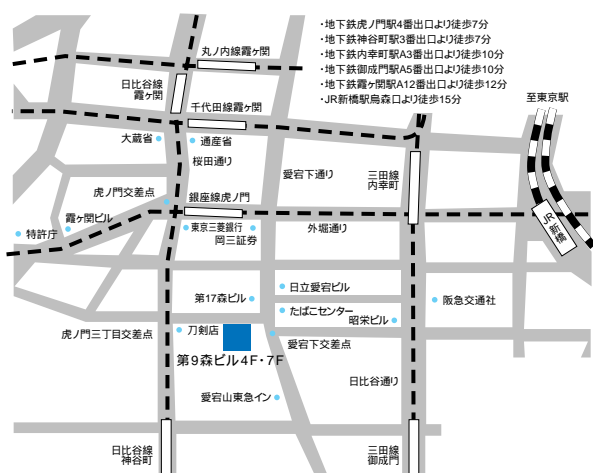 ・地下鉄虎ノ門駅4番出口より徒歩7分
・地下鉄神谷町駅3番出口より徒歩7分
・地下鉄内幸町駅A3番出口より徒歩10分
・地下鉄御成門駅A5番出口より徒歩10分
・地下鉄霞ヶ関駅A12番出口より徒歩12分
・JR新橋駅烏森口より徒歩15分
丸ノ内線霞ヶ関
日比谷線
霞ヶ関
千代田線霞ヶ関
至東京駅
大蔵省
通産省
桜田通り
愛宕下通り
三田線
内幸町
虎ノ門交差点
銀座線虎ノ門
霞ヶ関ビル
特許庁
東京三菱銀行
岡三証券
外堀通り
JR新橋
日立愛宕ビル
第17森ビル
たばこセンター
昭栄ビル
阪急交通社
虎ノ門三丁目交差点
刀剣店
愛宕下交差点
第9森ビル4F・7F
日比谷通り
愛宕山東急イン
日比谷線
神谷町
三田線
御成門